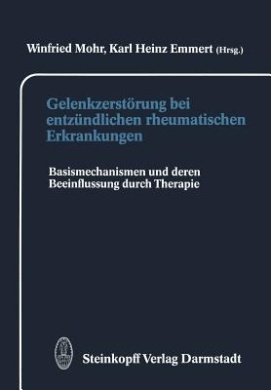 Winfried Mohr, Karl Heinz Emmert (Hrsg.)
Gelenkzerstörung bei
entzündlichen rheumatischen
Erkrankungen
Basismechanismen und deren
Beeinflussung durch Therapie
Steinkopff Verlag Darmstadt